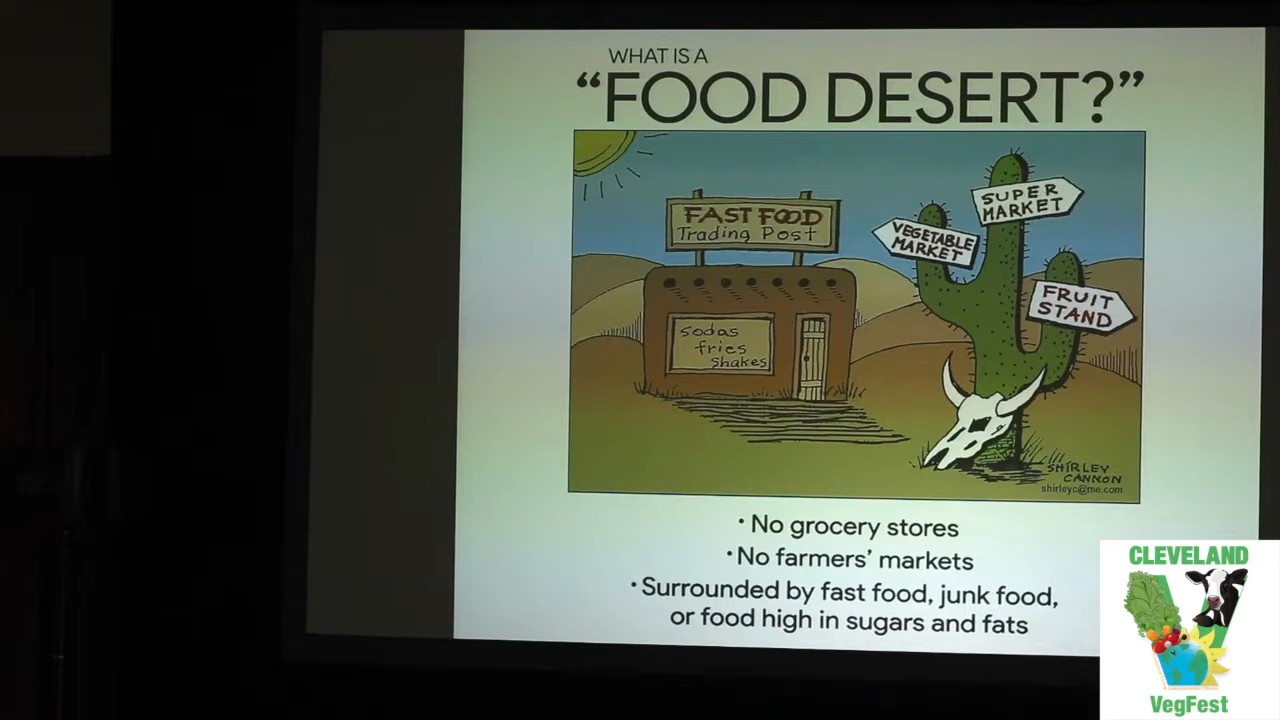 WHAT IS A
“FOOD DESERT?”
FAST FOOD
Trading Post
sodas
fries
shakes
VEGETABLE
MARKET
SUPER
MARKET
FRUIT
STAND
SHIRLEY
CANNON
shirleyc@me.com
• No grocery stores
• No farmers’ markets
• Surrounded by fast food, junk food,
or food high in sugars and fats
CLEVELAND
VegFest